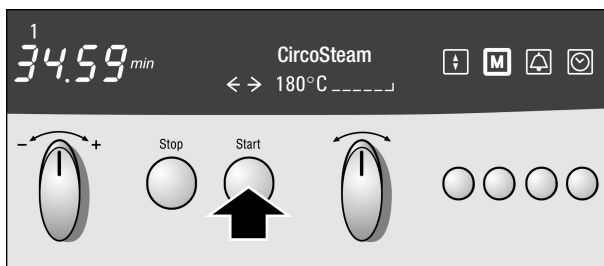 1
34.59 min
CircoSteam
180°C
M
- +
Stop
Start